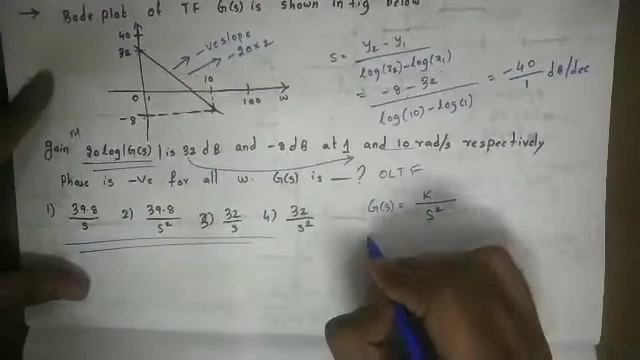 → Bode plot of TF G(s) is shown in fig below
40
32
-ve slope
-20×2
10
0 1 100 w
-8
S = y₂ - y₁ / log(x₂) - log(x₁)
= -8 - 32 / log(10) - log(1) = -40 / 1 dB/dec
gain 20log|G(s)| is 32 dB and -8 dB at 1 and 10 rad/s respectively
Phase is -ve for all w. G(s) is — ? OLTF
1) 39.8/s 2) 39.8/s² 3) 32/s 4) 32/s²
G(s) = K/s²